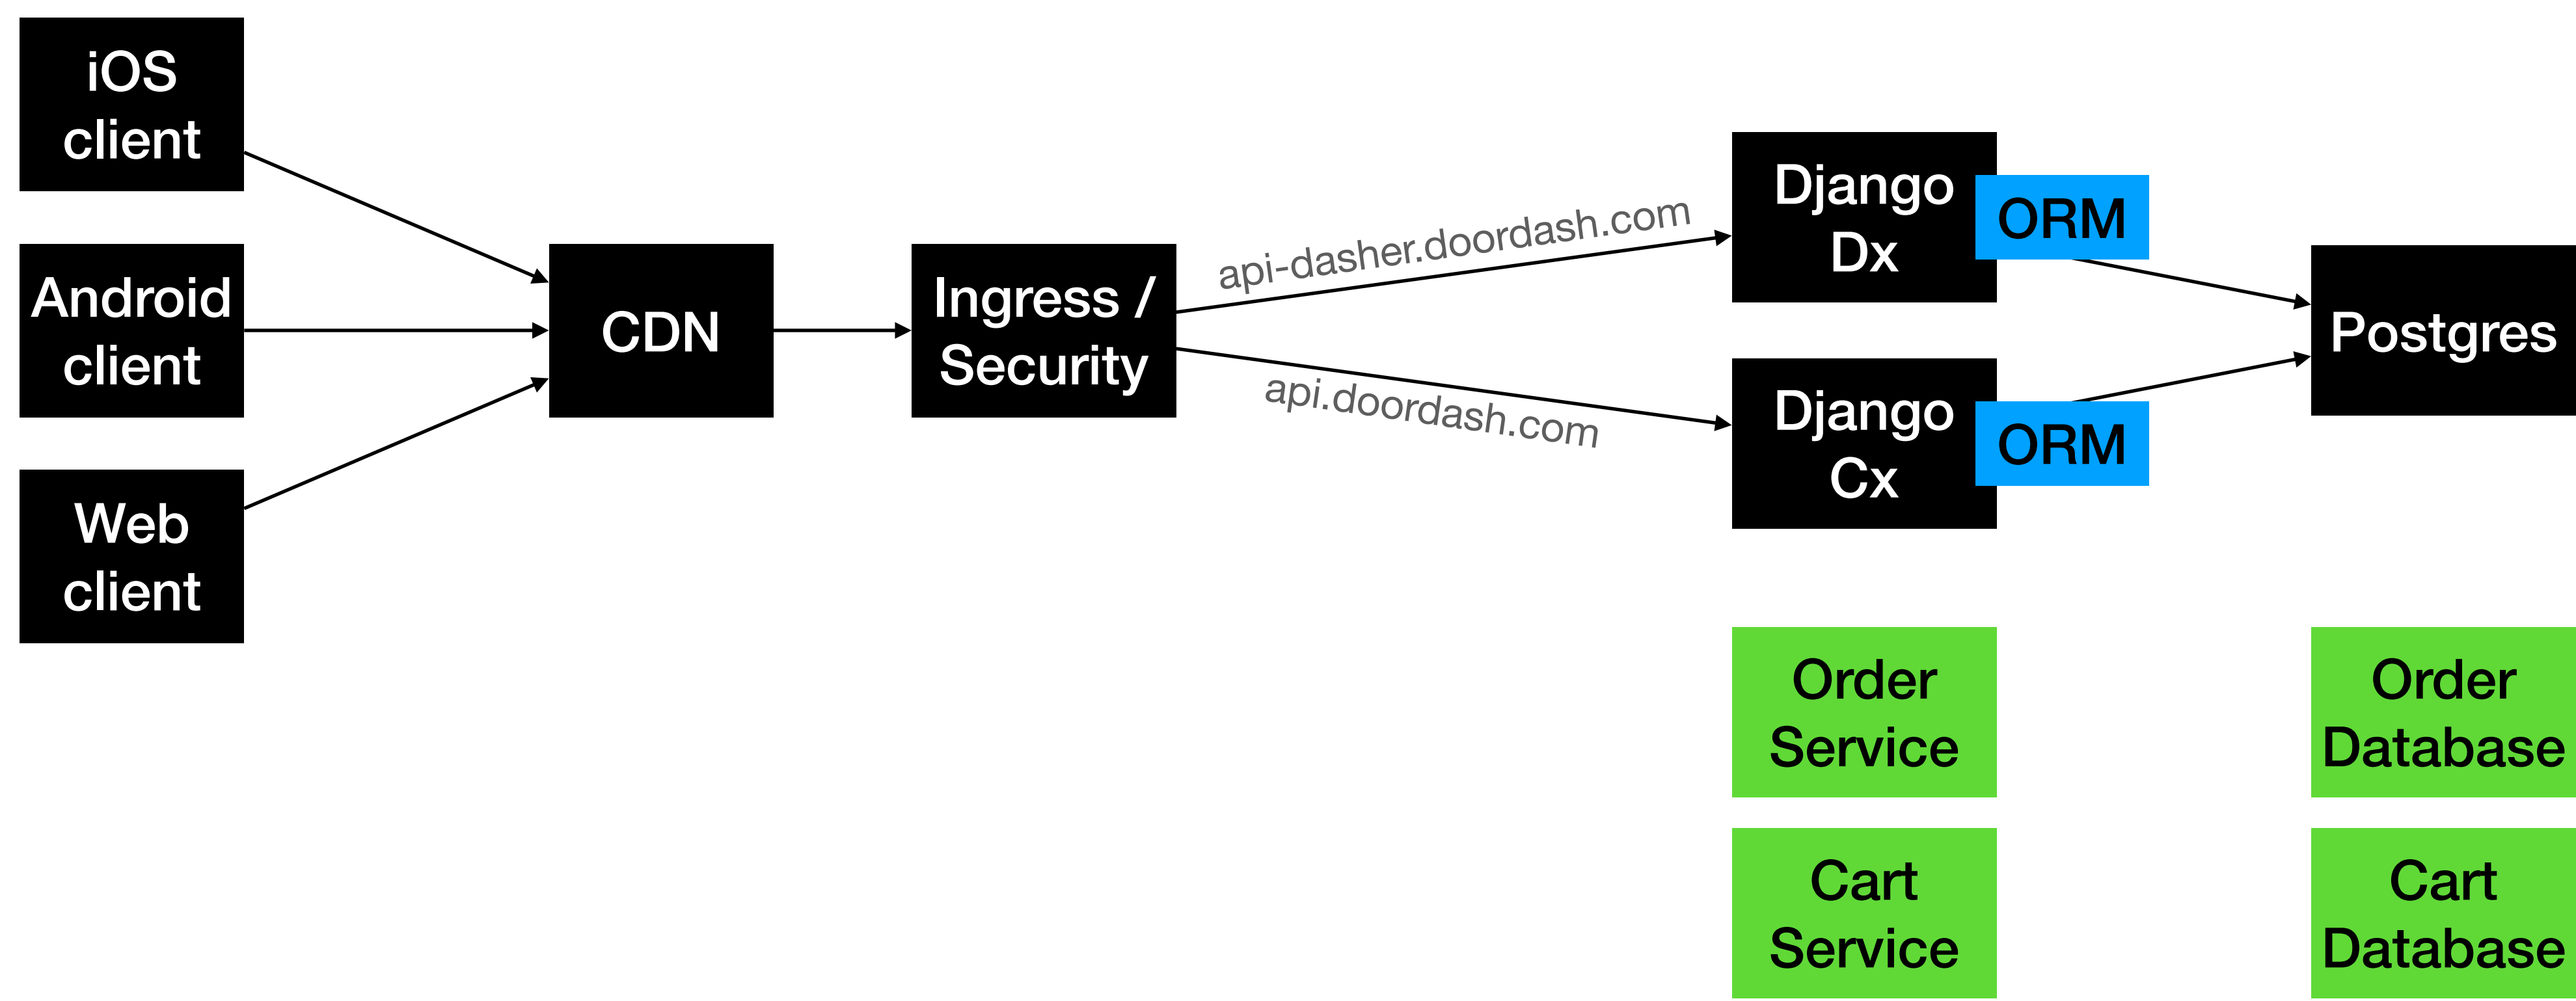 iOS
client
Android
client
Web
client
CDN
Ingress /
Security
api-dasher.doordash.com
api.doordash.com
Django
Dx
ORM
Django
Cx
ORM
Postgres
Order
Service
Order
Database
Cart
Service
Cart
Database